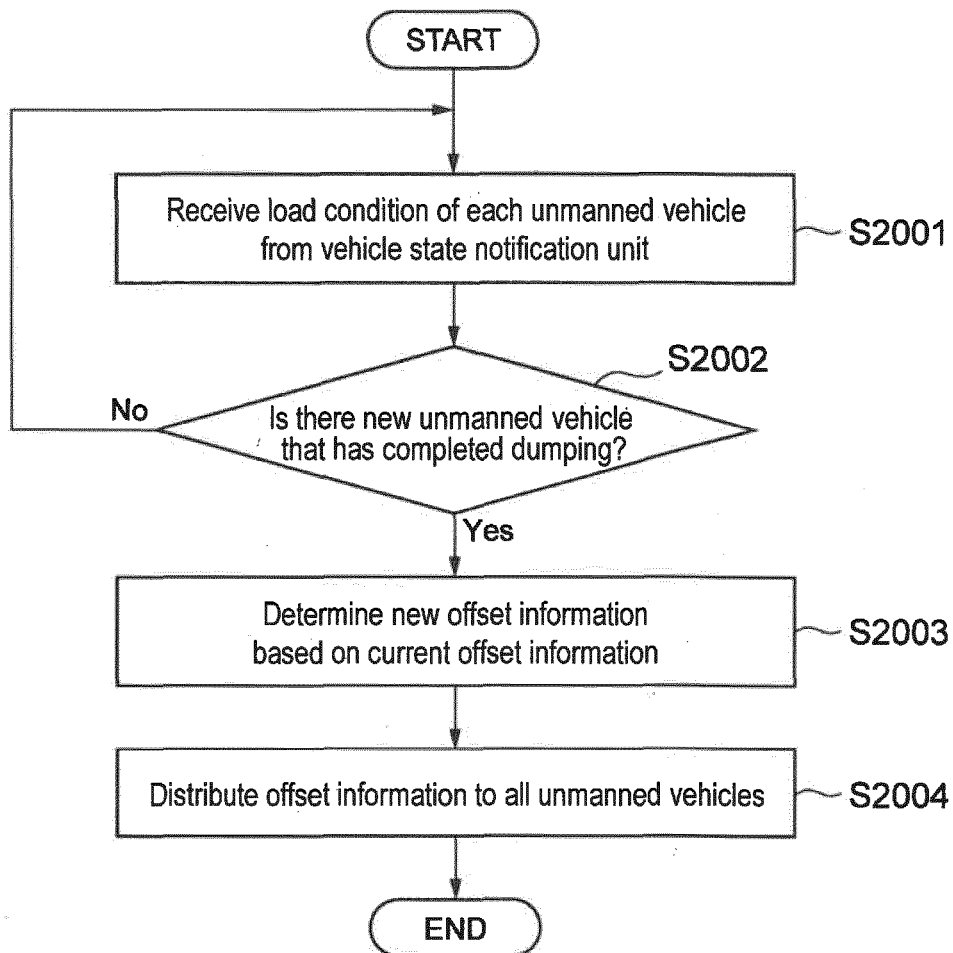 START
Receive load condition of each unmanned vehicle
from vehicle state notification unit
S2001
S2002
Is there new unmanned vehicle
that has completed dumping?
No
Yes
Determine new offset information
based on current offset information
S2003
Distribute offset information to all unmanned vehicles
S2004
END